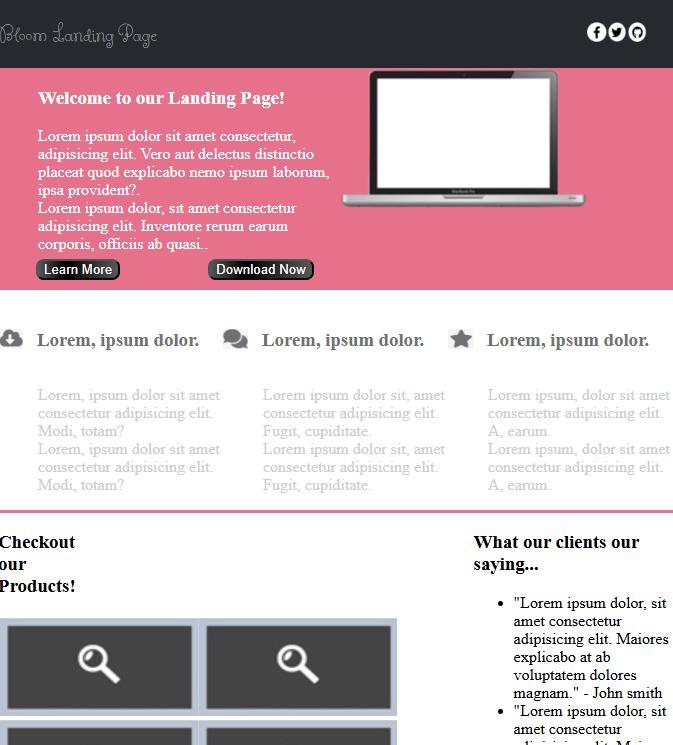 Bloom Landing Page
Welcome to our Landing Page!
Lorem ipsum dolor sit amet consectetur,
adipisicing elit. Vero aut delectus distinctio
placeat quod explicabo nemo ipsum laborum,
ipsa provident?.
Lorem ipsum dolor, sit amet consectetur
adipisicing elit. Inventore rerum earum
corporis, officiis ab quasi..
Learn More
Download Now
MacBook Pro
Lorem, ipsum dolor.
Lorem, ipsum dolor sit amet
consectetur adipisicing elit.
Modi, totam?
Lorem, ipsum dolor sit amet
consectetur adipisicing elit.
Modi, totam?
Lorem, ipsum dolor.
Lorem ipsum dolor sit amet,
consectetur adipisicing elit.
Fugit, cupiditate.
Lorem ipsum dolor sit amet,
consectetur adipisicing elit.
Fugit, cupiditate.
Lorem, ipsum dolor.
Lorem ipsum, dolor sit amet
consectetur adipisicing elit.
A, earum.
Lorem ipsum, dolor sit amet
consectetur adipisicing elit.
A, earum.
Checkout
our
Products!
What our clients our
saying...
"Lorem ipsum dolor, sit
amet consectetur
adipisicing elit. Maiores
explicabo at ab
voluptatem dolores
magnam." - John smith
"Lorem ipsum dolor, sit
amet consectetur